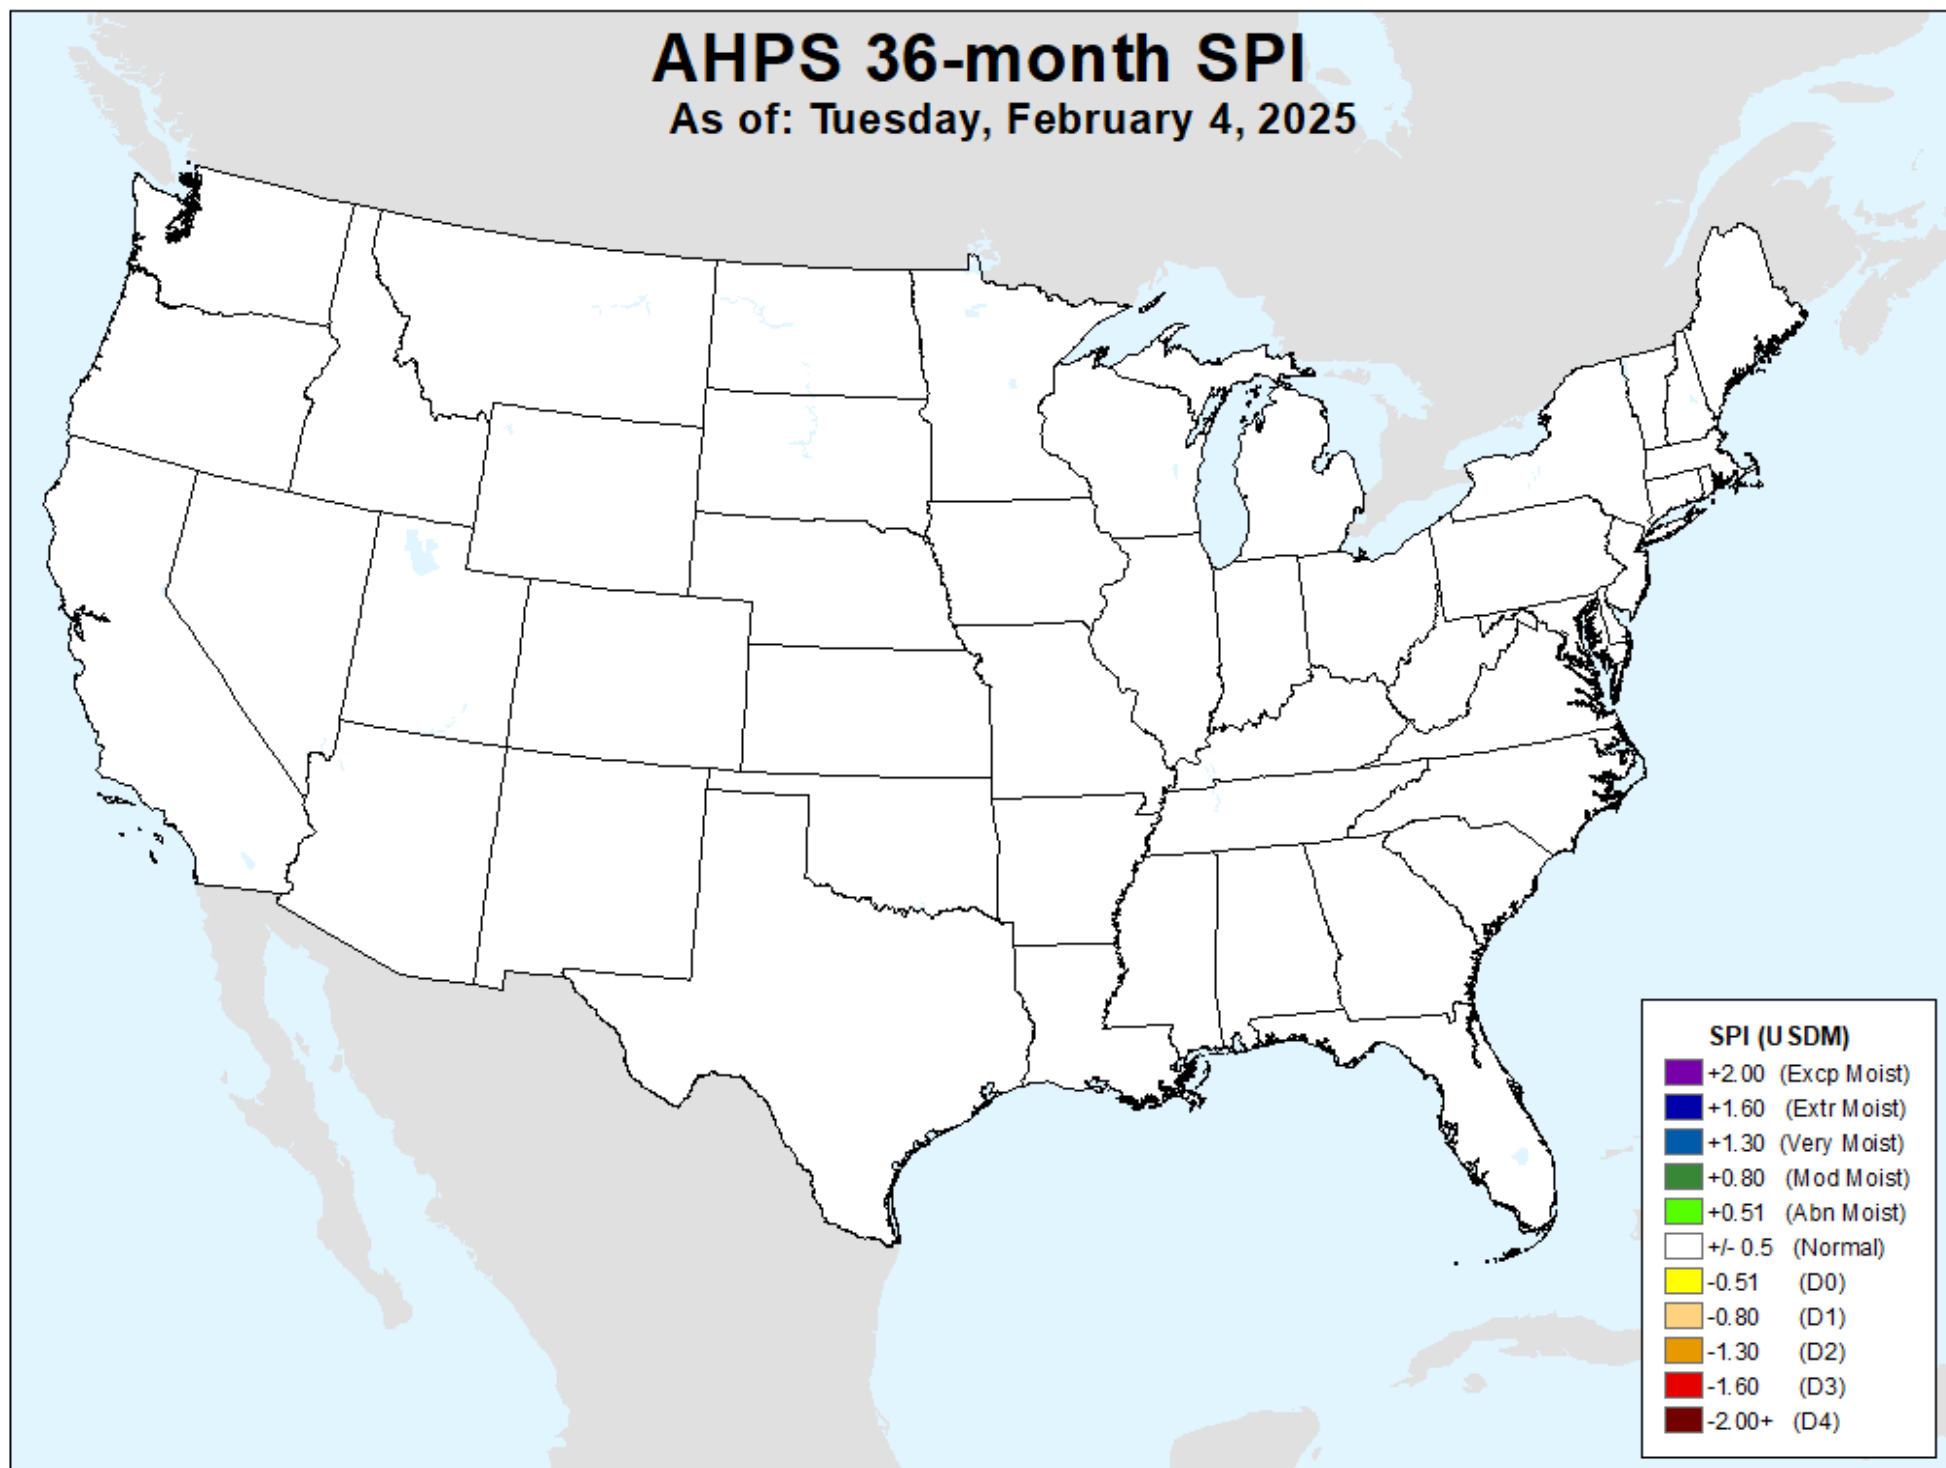 AHPS 36-month SPI
As of: Tuesday, February 4, 2025
SPI (USDM)
+2.00 (Excp Moist)
+1.60 (Extr Moist)
+1.30 (Very Moist)
+0.80 (Mod Moist)
+0.51 (Abn Moist)
+/- 0.5 (Normal)
-0.51 (D0)
-0.80 (D1)
-1.30 (D2)
-1.60 (D3)
-2.00+ (D4)